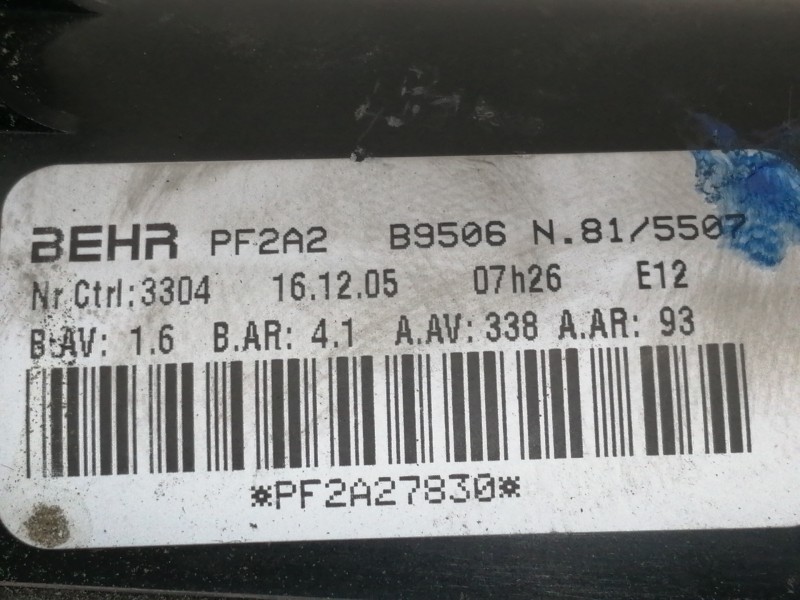 BEHR PF2A2 B9506 N.81/5507
Nr Ctrl:3304 16.12.05 07h26 E12
B.AV: 1.6 B.AR: 4.1 A.AV: 338 A.AR: 93
*PF2A27830*